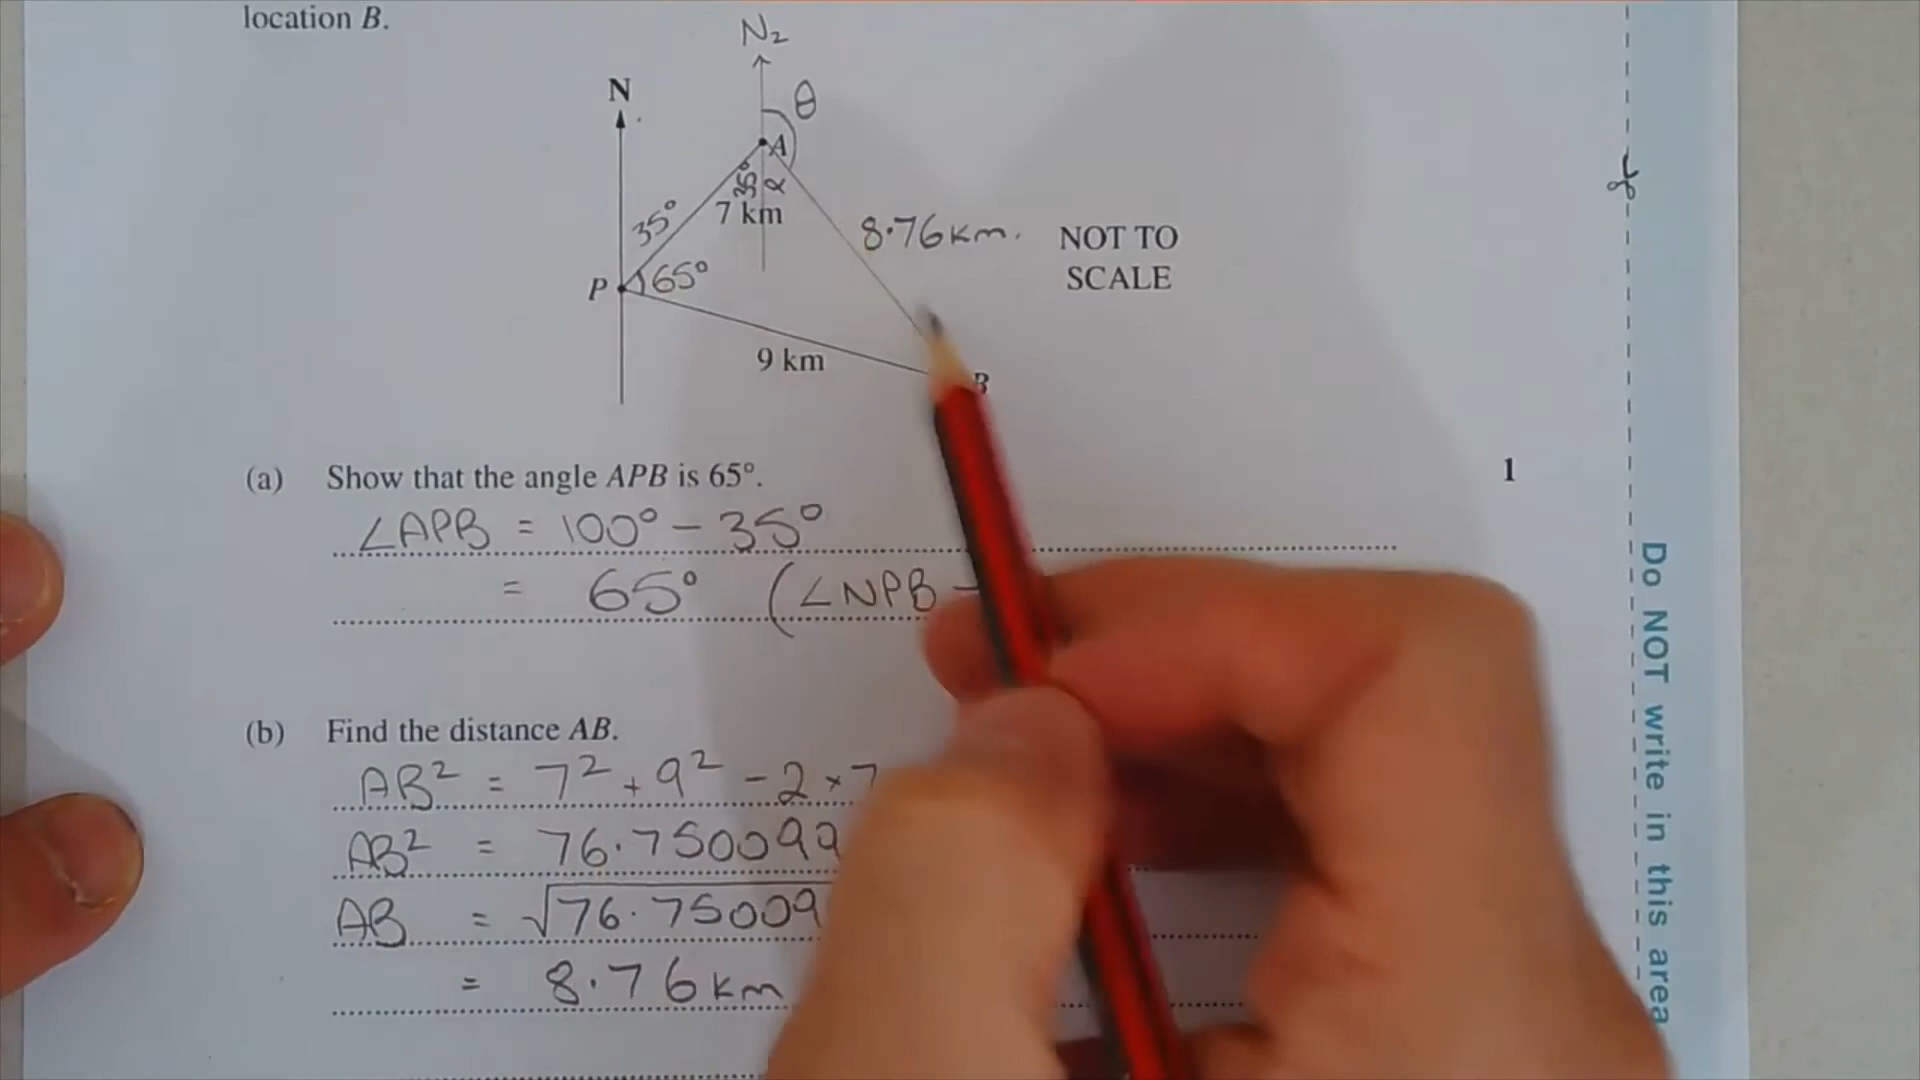 location B.
N₂
N
θ
A
35°
α
35°
7 km
8.76 km.
NOT TO
SCALE
P
65°
9 km
B
(a) Show that the angle APB is 65°. 1
∠APB = 100° - 35°
= 65° (∠NPB -
(b) Find the distance AB.
AB² = 7² + 9² - 2 × 7
AB² = 76.750099
AB = √76.75009
= 8.76 km
Do NOT write in this area